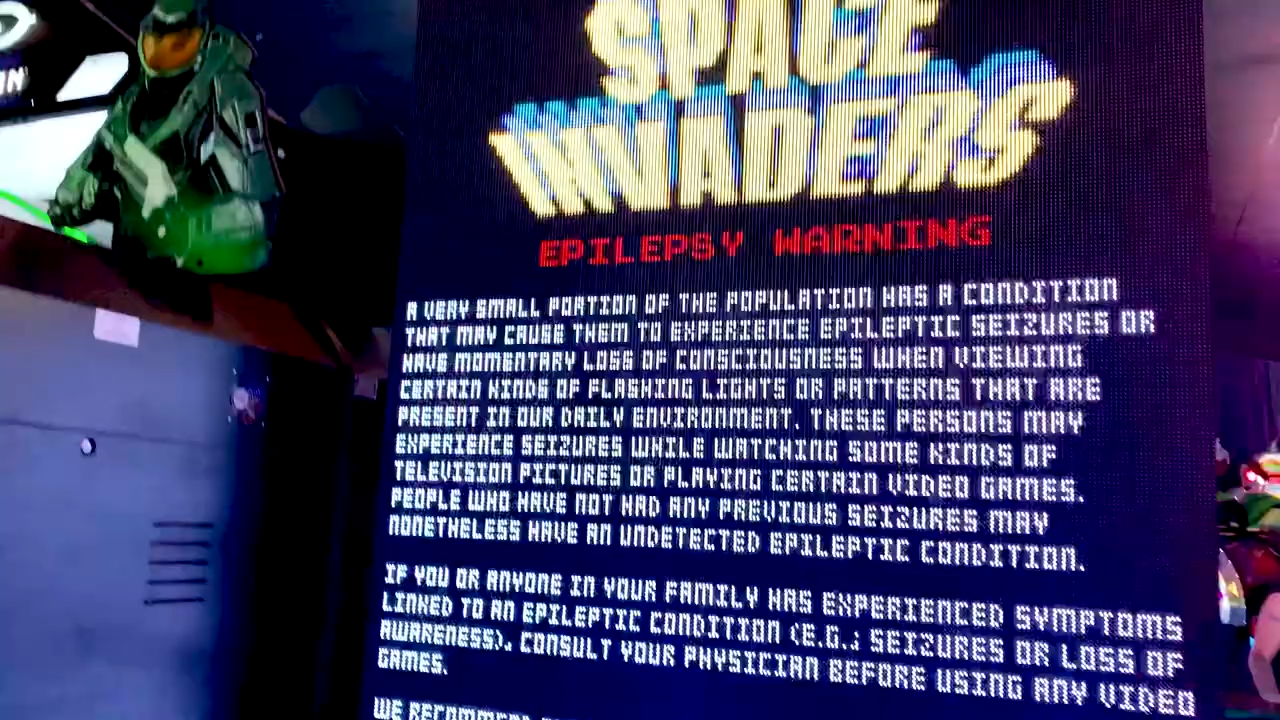 SPACE
INVADERS
EPILEPSY WARNING
A VERY SMALL PORTION OF THE POPULATION HAS A CONDITION
THAT MAY CAUSE THEM TO EXPERIENCE EPILEPTIC SEIZURES OR
HAVE MOMENTARY LOSS OF CONSCIOUSNESS WHEN VIEWING
CERTAIN KINDS OF FLASHING LIGHTS OR PATTERNS THAT ARE
PRESENT IN OUR DAILY ENVIRONMENT. THESE PERSONS MAY
EXPERIENCE SEIZURES WHILE WATCHING SOME KINDS OF
TELEVISION PICTURES OR PLAYING CERTAIN VIDEO GAMES.
PEOPLE WHO HAVE NOT HAD ANY PREVIOUS SEIZURES MAY
NONETHELESS HAVE AN UNDETECTED EPILEPTIC CONDITION.
IF YOU OR ANYONE IN YOUR FAMILY HAS EXPERIENCED SYMPTOMS
LINKED TO AN EPILEPTIC CONDITION (E.G.; SEIZURES OR LOSS OF
AWARENESS), CONSULT YOUR PHYSICIAN BEFORE USING ANY VIDEO
GAMES.
WE